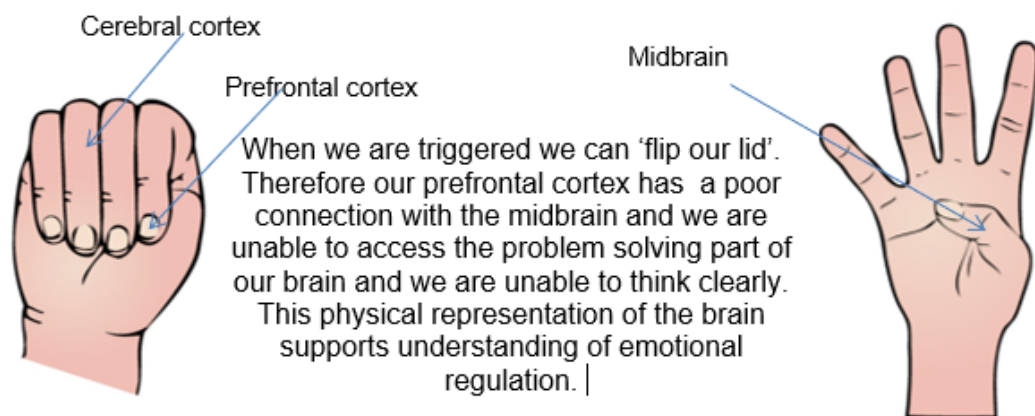 Cerebral cortex
Midbrain
Prefrontal cortex
When we are triggered we can ‘flip our lid’.
Therefore our prefrontal cortex has  a poor
connection with the midbrain and we are
unable to access the problem solving part of
our brain and we are unable to think clearly.
This physical representation of the brain
supports understanding of emotional
regulation.